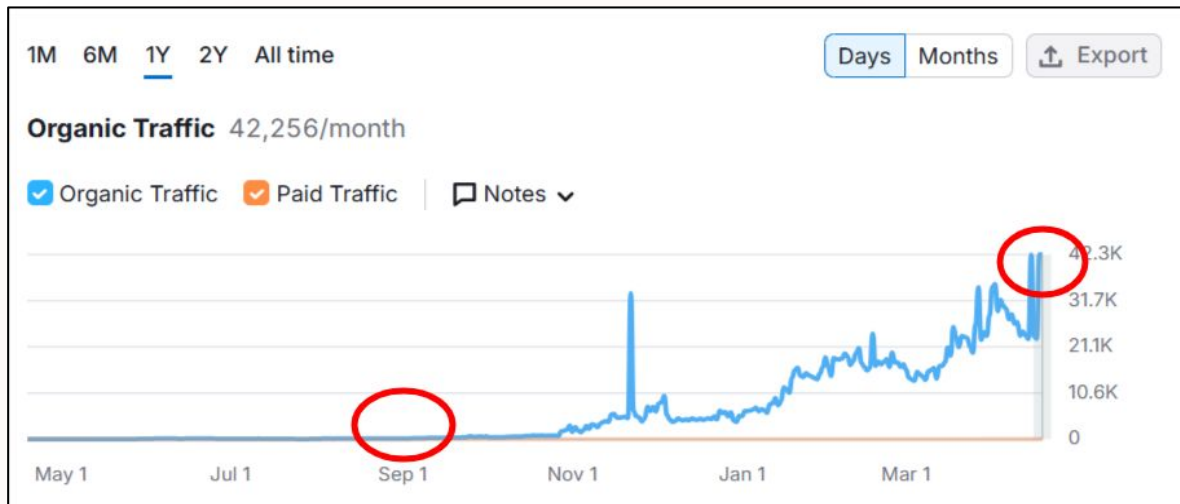 1M 6M 1Y 2Y All time Days Months Export
Organic Traffic 42,256/month
Organic Traffic Paid Traffic Notes
42.3K
31.7K
21.1K
10.6K
0
May 1 Jul 1 Sep 1 Nov 1 Jan 1 Mar 1